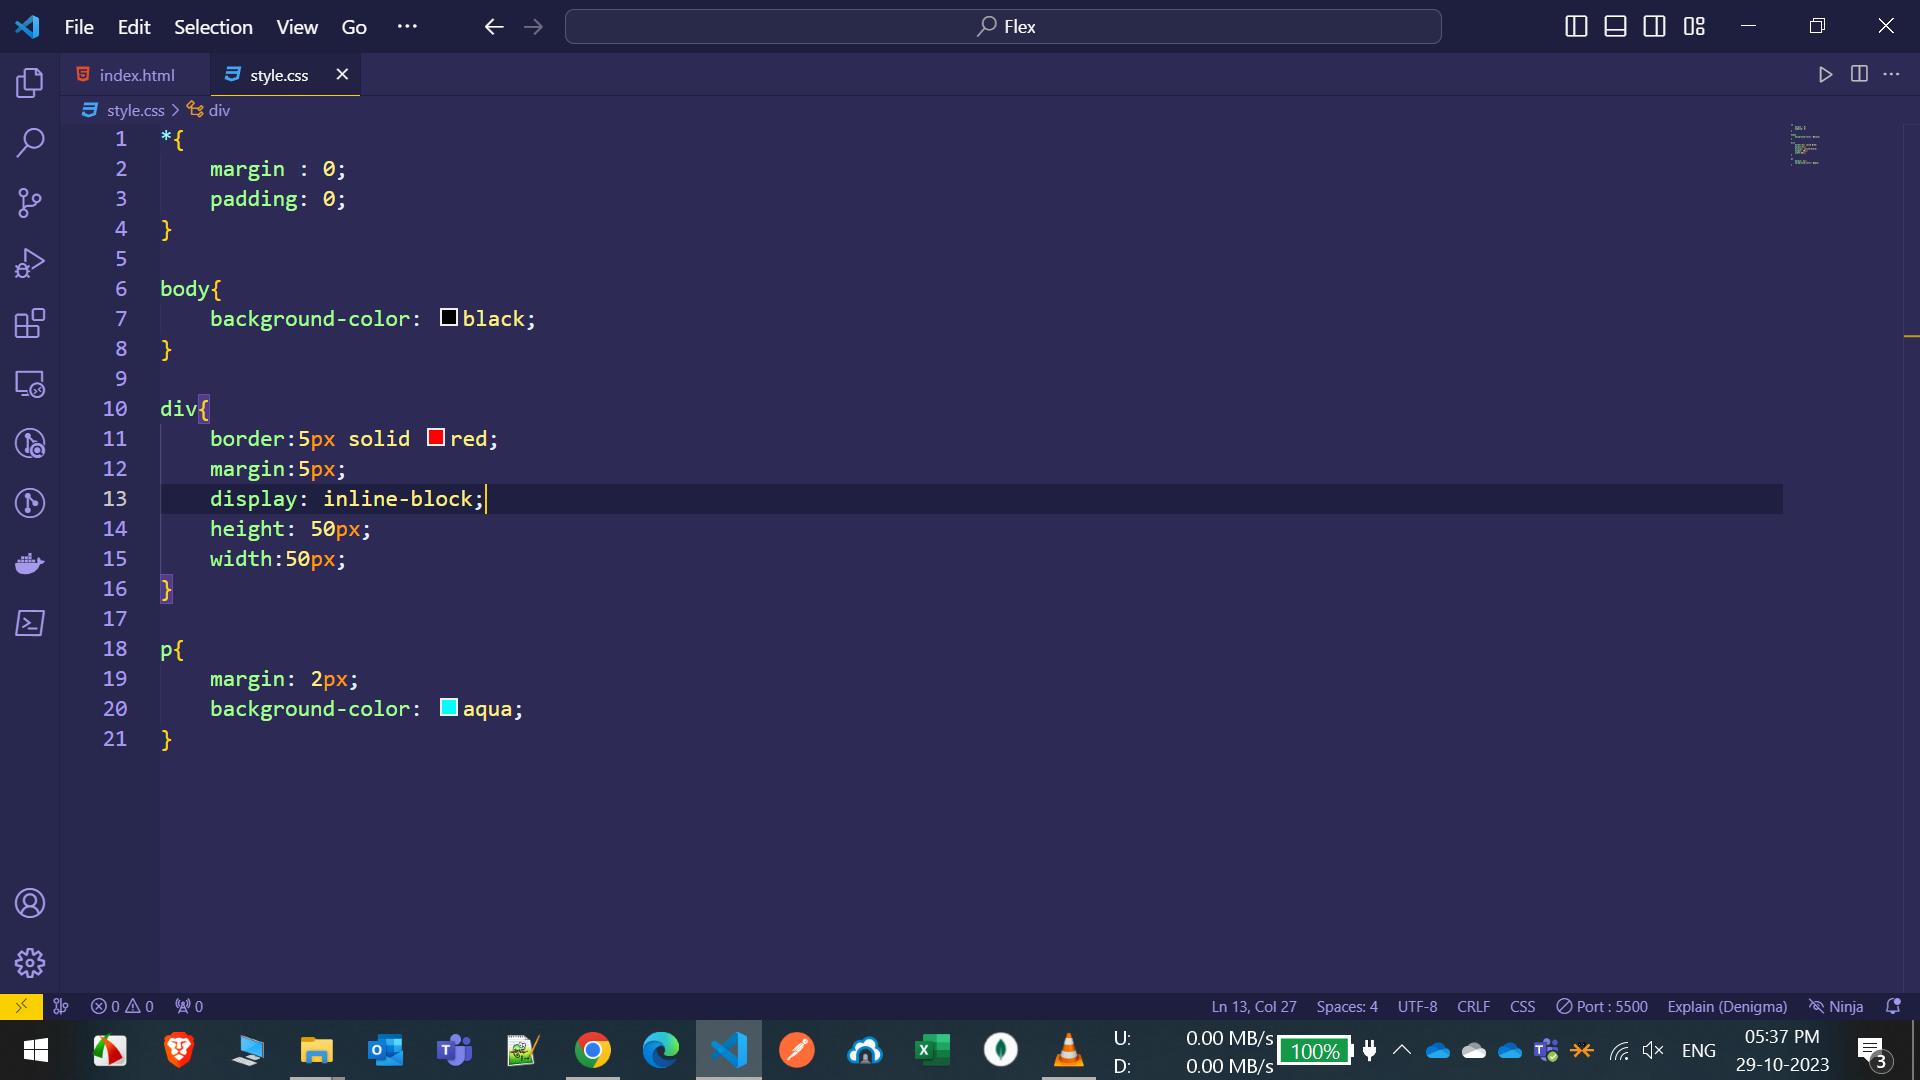 File Edit Selection View Go ··· Flex
index.html style.css
style.css > div
1 *{
2     margin : 0;
3     padding: 0;
4 }
5
6 body{
7     background-color: black;
8 }
9
10 div{
11     border:5px solid red;
12     margin:5px;
13     display: inline-block;
14     height: 50px;
15     width:50px;
16 }
17
18 p{
19     margin: 2px;
20     background-color: aqua;
21 }
0 0 0 Ln 13, Col 27 Spaces: 4 UTF-8 CRLF CSS Port : 5500 Explain (Denigma) Ninja
U: 0.00 MB/s
D: 0.00 MB/s
100%
ENG
05:37 PM
29-10-2023
3